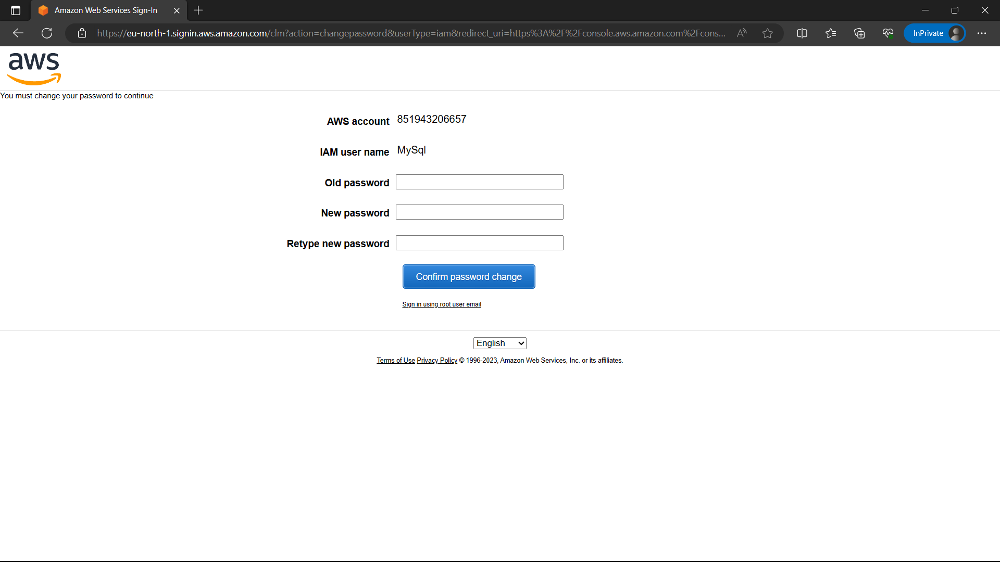 Amazon Web Services Sign-In
https://eu-north-1.signin.aws.amazon.com/clm?action=changepassword&userType=iam&redirect_uri=https%3A%2F%2Fconsole.aws.amazon.com%2Fcons...
InPrivate
aws
You must change your password to continue
AWS account 851943206657
IAM user name MySql
Old password
New password
Retype new password
Confirm password change
Sign in using root user email
English
Terms of Use Privacy Policy © 1996-2023, Amazon Web Services, Inc. or its affiliates.